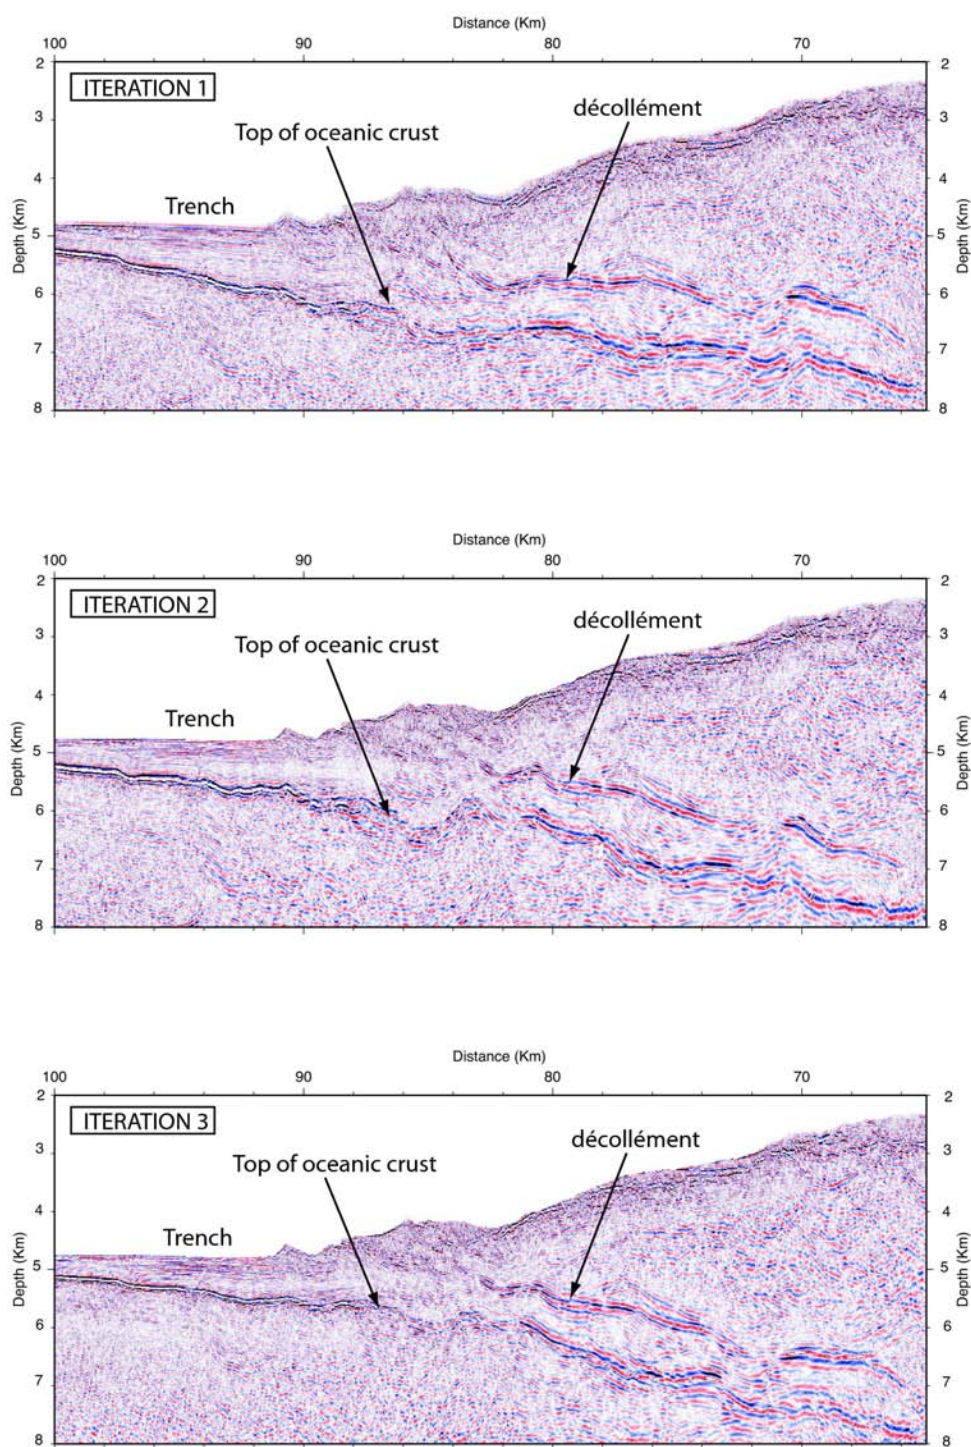 Distance (Km)
100 90 80 70
ITERATION 1
décollément
Top of oceanic crust
Trench
Depth (Km)
2 3 4 5 6 7 8
Depth (Km)
2 3 4 5 6 7 8
Distance (Km)
100 90 80 70
ITERATION 2
décollément
Top of oceanic crust
Trench
Depth (Km)
2 3 4 5 6 7 8
Depth (Km)
2 3 4 5 6 7 8
Distance (Km)
100 90 80 70
ITERATION 3
décollément
Top of oceanic crust
Trench
Depth (Km)
2 3 4 5 6 7 8
Depth (Km)
2 3 4 5 6 7 8